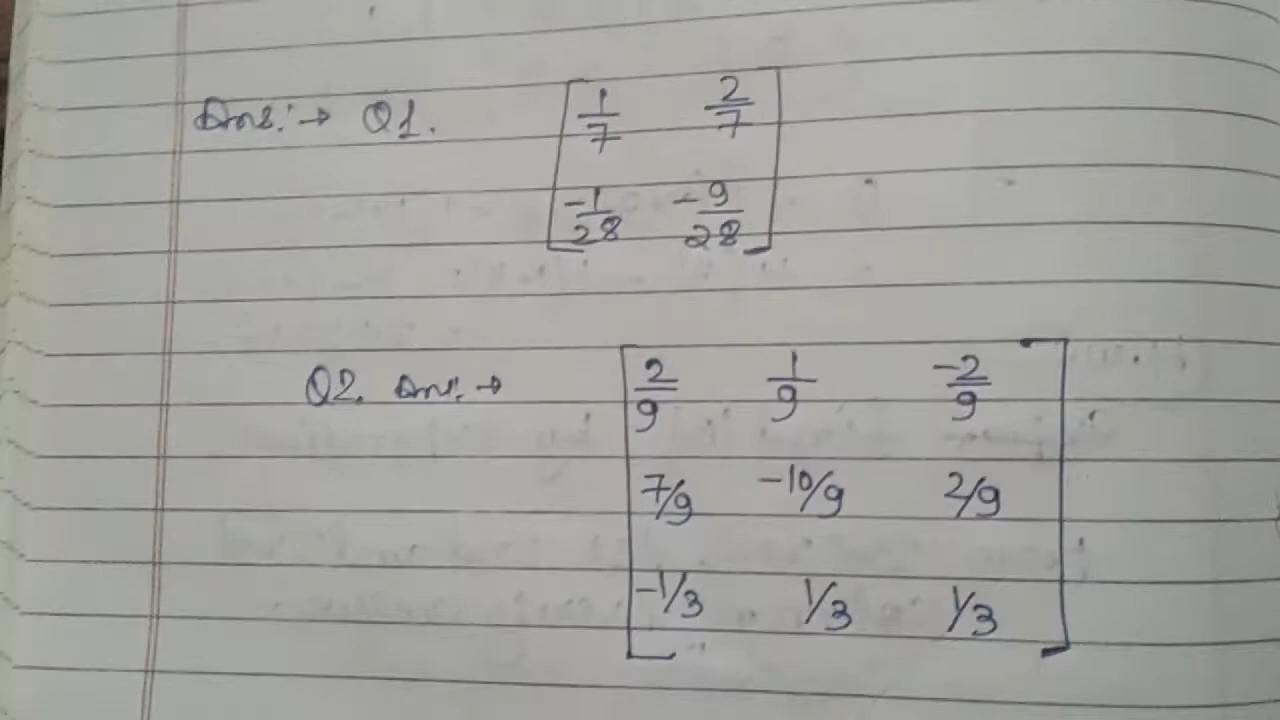 Ans:→ Q1. [ 1/7 2/7
-1/28 -9/28 ]
Q2. Ans:→ [ 2/9 1/9 -2/9
7/9 -10/9 2/9
-1/3 1/3 1/3 ]